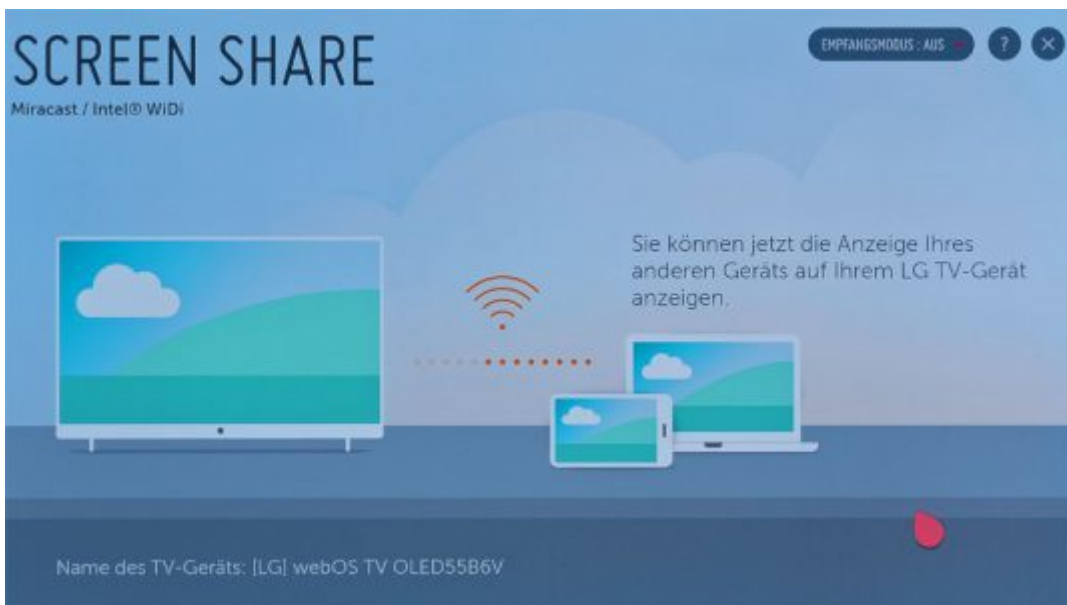 SCREEN SHARE
Miracast / Intel® WiDi
EMPFANGSMODUS : AUS
?
Sie können jetzt die Anzeige Ihres
anderen Geräts auf Ihrem LG TV-Gerät
anzeigen.
Name des TV-Geräts: [LG] webOS TV OLED55B6V